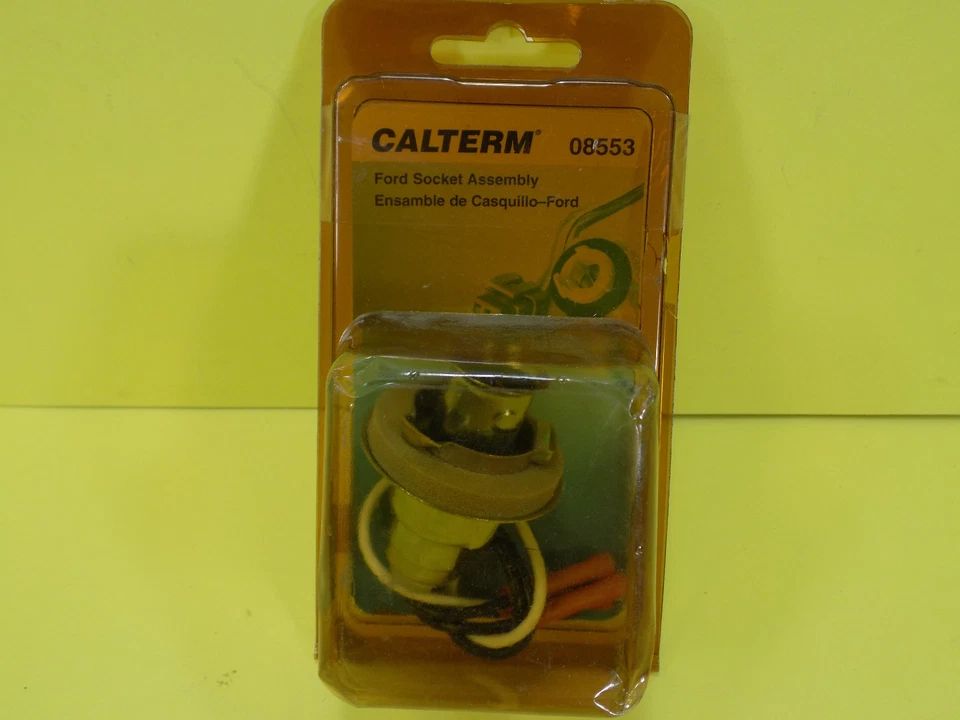 CALTERM® 08553
Ford Socket Assembly
Ensamble de Casquillo–Ford